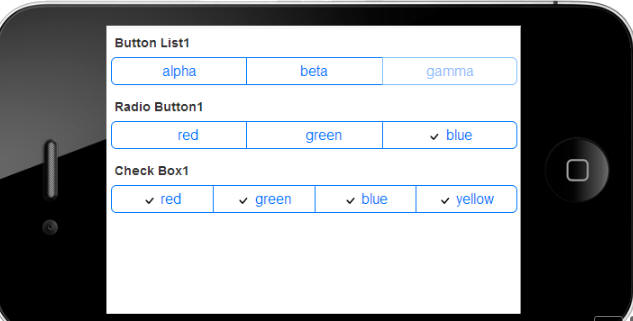 Button List1
alpha beta gamma
Radio Button1
red green blue
Check Box1
red green blue yellow